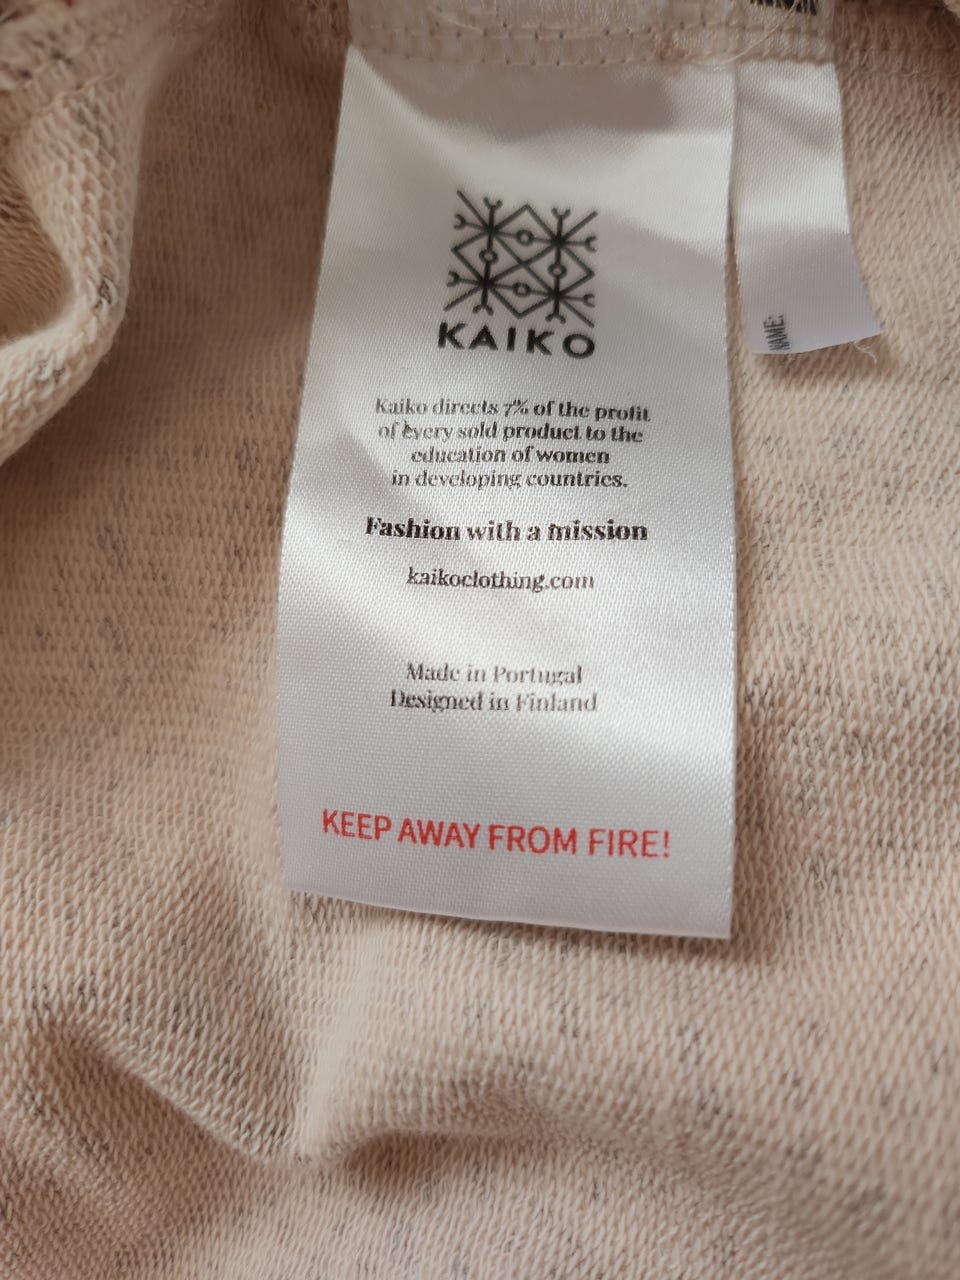 KAIKO
Kaiko directs 7% of the profit
of every sold product to the
education of women
in developing countries.
Fashion with a mission
kaikoclothing.com
Made in Portugal
Designed in Finland
KEEP AWAY FROM FIRE!
NAME: